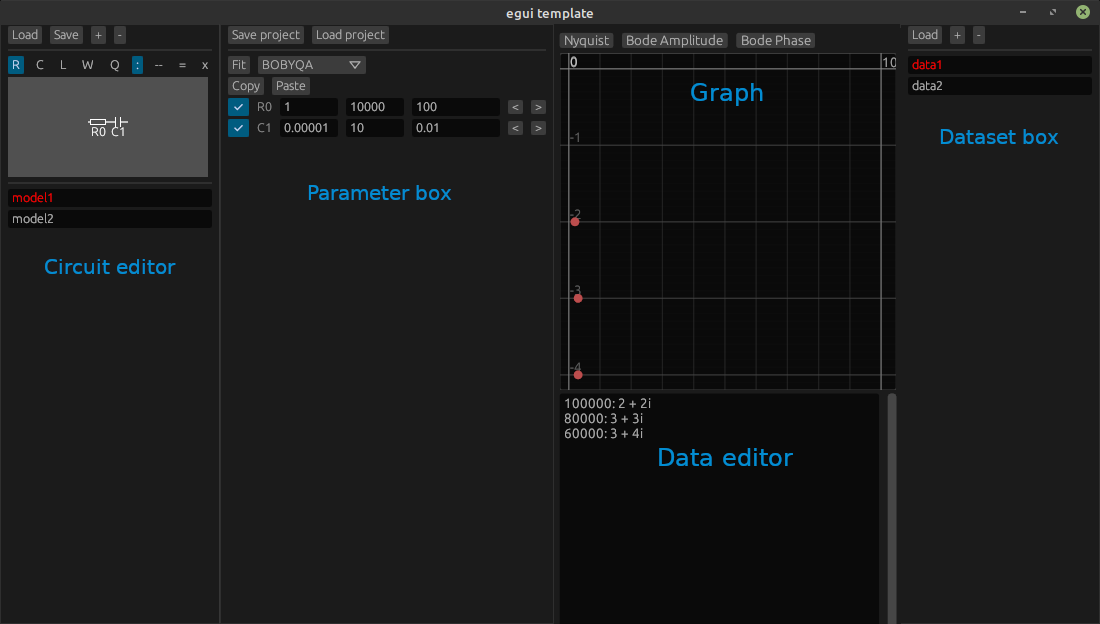 egui template
Load Save + -
R C L W Q : -- = x
R0 C1
model1
model2
Circuit editor
Save project Load project
Fit BOBYQA
Copy Paste
R0 1 10000 100 < >
C1 0.00001 10 0.01 < >
Parameter box
Nyquist Bode Amplitude Bode Phase
0 10
Graph
-1
-2
-3
-4
100000: 2 + 2i
80000: 3 + 3i
60000: 3 + 4i
Data editor
Load + -
data1
data2
Dataset box